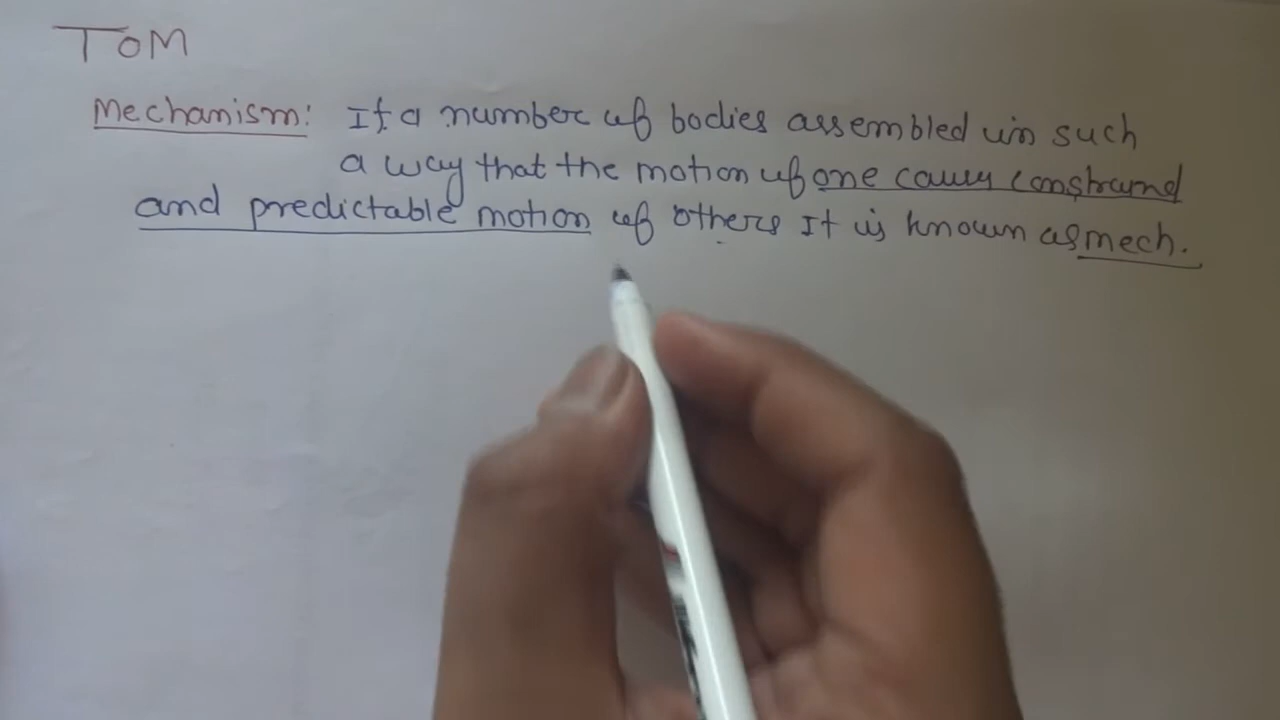 TOM
Mechanism: If a number of bodies assembled in such
a way that the motion of one causes constrained
and predictable motion of others It is known as mech.